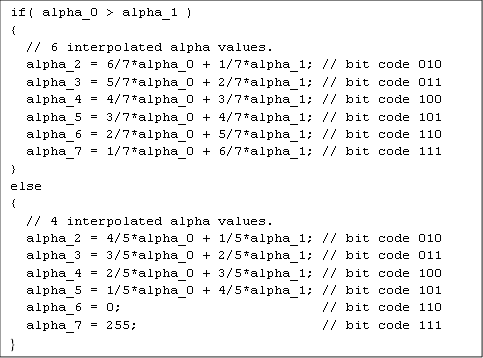 if( alpha_0 > alpha_1 )
{
  // 6 interpolated alpha values.
  alpha_2 = 6/7*alpha_0 + 1/7*alpha_1; // bit code 010
  alpha_3 = 5/7*alpha_0 + 2/7*alpha_1; // bit code 011
  alpha_4 = 4/7*alpha_0 + 3/7*alpha_1; // bit code 100
  alpha_5 = 3/7*alpha_0 + 4/7*alpha_1; // bit code 101
  alpha_6 = 2/7*alpha_0 + 5/7*alpha_1; // bit code 110
  alpha_7 = 1/7*alpha_0 + 6/7*alpha_1; // bit code 111
}
else
{
  // 4 interpolated alpha values.
  alpha_2 = 4/5*alpha_0 + 1/5*alpha_1; // bit code 010
  alpha_3 = 3/5*alpha_0 + 2/5*alpha_1; // bit code 011
  alpha_4 = 2/5*alpha_0 + 3/5*alpha_1; // bit code 100
  alpha_5 = 1/5*alpha_0 + 4/5*alpha_1; // bit code 101
  alpha_6 = 0;                         // bit code 110
  alpha_7 = 255;                       // bit code 111
}